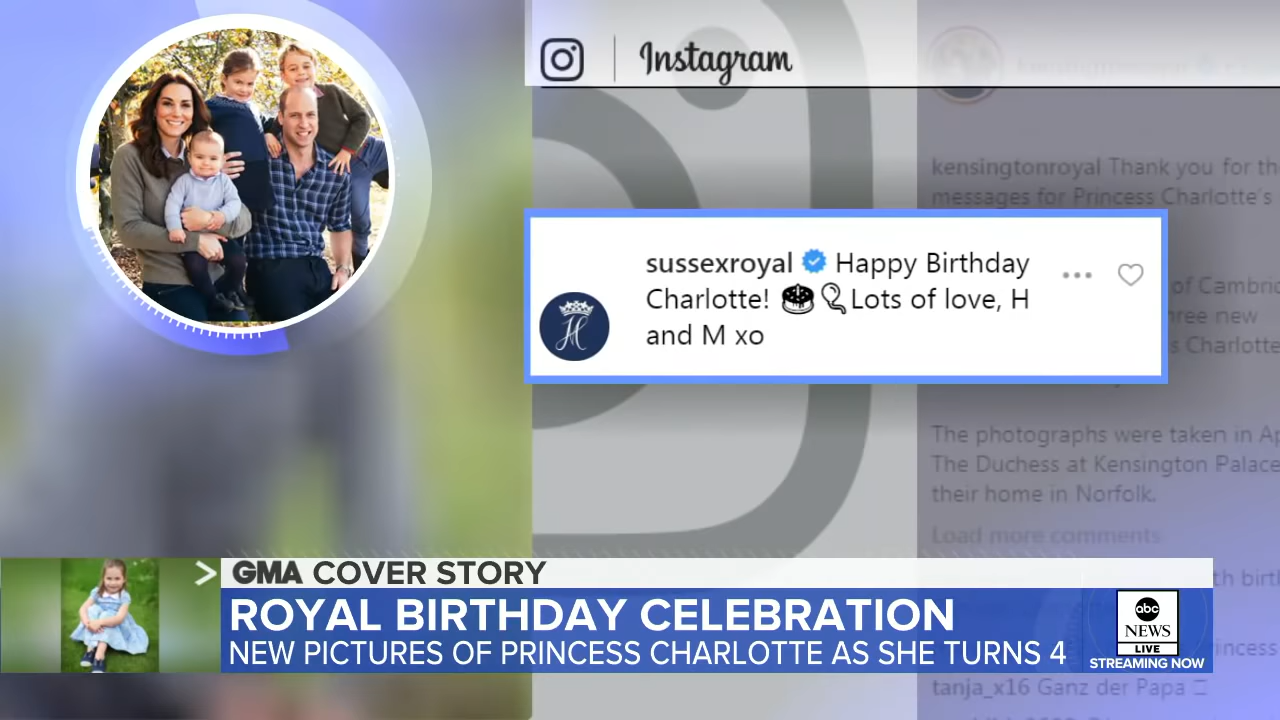 Instagram
kensingtonroyal Thank you for the
messages for Princess Charlotte's
sussexroyal Happy Birthday
Charlotte! 🎂🎈Lots of love, H
and M xo
of Cambrid
hree new
s Charlotte
The photographs were taken in Ap
The Duchess at Kensington Palace
their home in Norfolk.
Load more comments
th birt
rincess
tanja_x16 Ganz der Papa
> GMA COVER STORY
ROYAL BIRTHDAY CELEBRATION
NEW PICTURES OF PRINCESS CHARLOTTE AS SHE TURNS 4
abc
NEWS
LIVE
STREAMING NOW